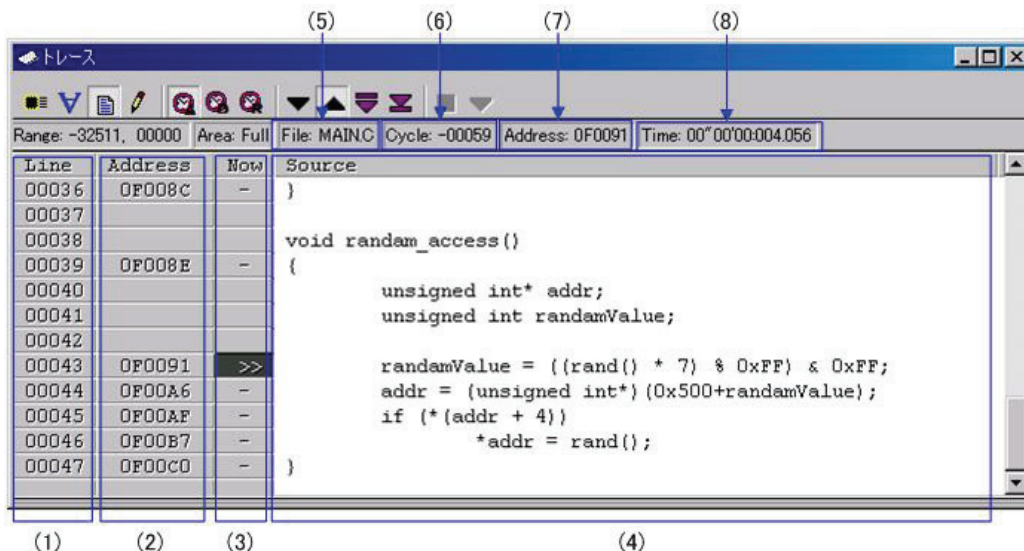 (5) (6) (7) (8)
トレース
Range: -32511, 00000 Area: Full File: MAIN.C Cycle: -00059 Address: 0F0091 Time: 00"00'00:004.056
Line Address Now Source
00036 0F008C - }
00037
00038 void randam_access()
00039 0F008E - {
00040 unsigned int* addr;
00041 unsigned int randamValue;
00042
00043 0F0091 >> randamValue = ((rand() * 7) % 0xFF) & 0xFF;
00044 0F00A6 - addr = (unsigned int*)(0x500+randamValue);
00045 0F00AF - if (*(addr + 4))
00046 0F00B7 - *addr = rand();
00047 0F00C0 - }
(1) (2) (3) (4)